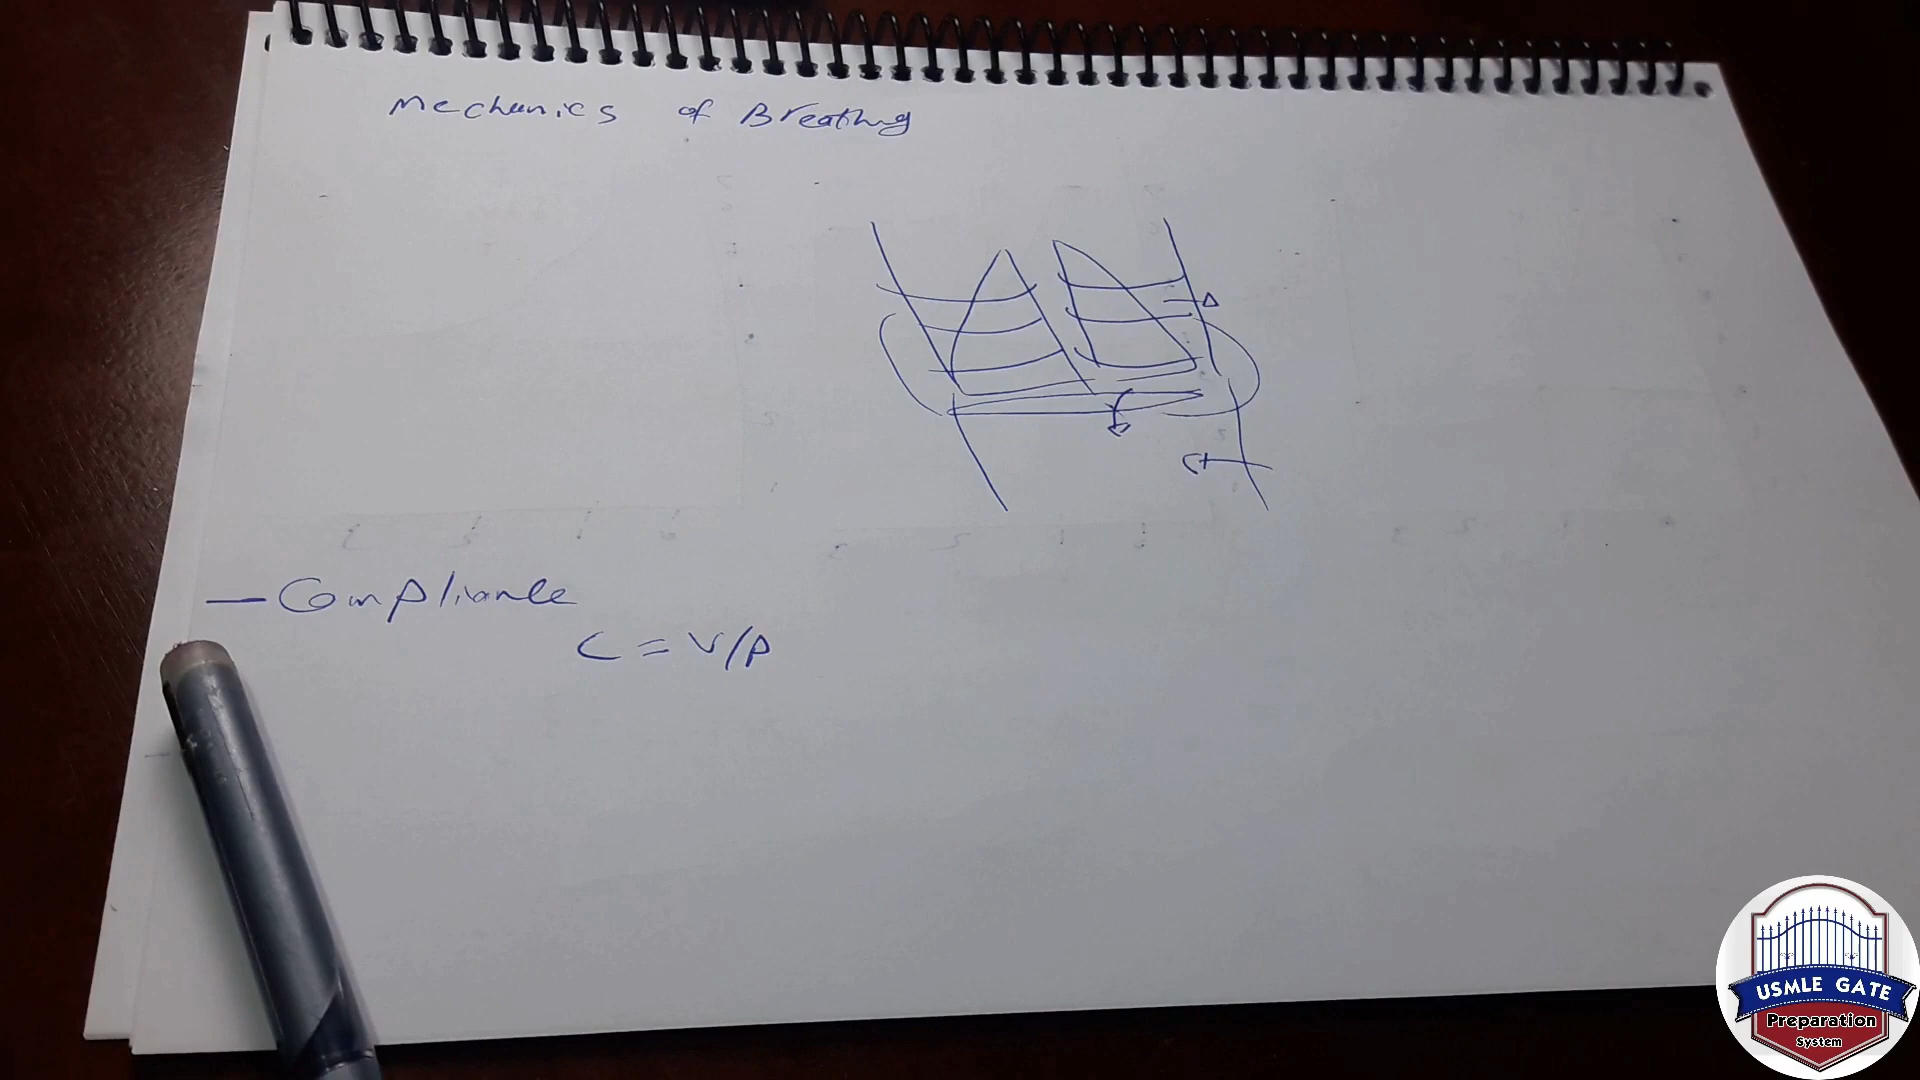 Mechanics of Breathing
— Compliance
C = V/P
USMLE GATE
Preparation
System